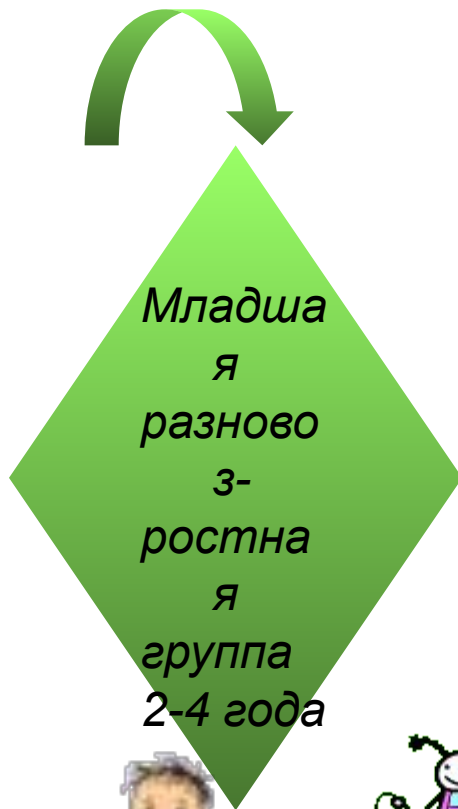 Младша
я
разново
з-
ростна
я
группа
2-4 года